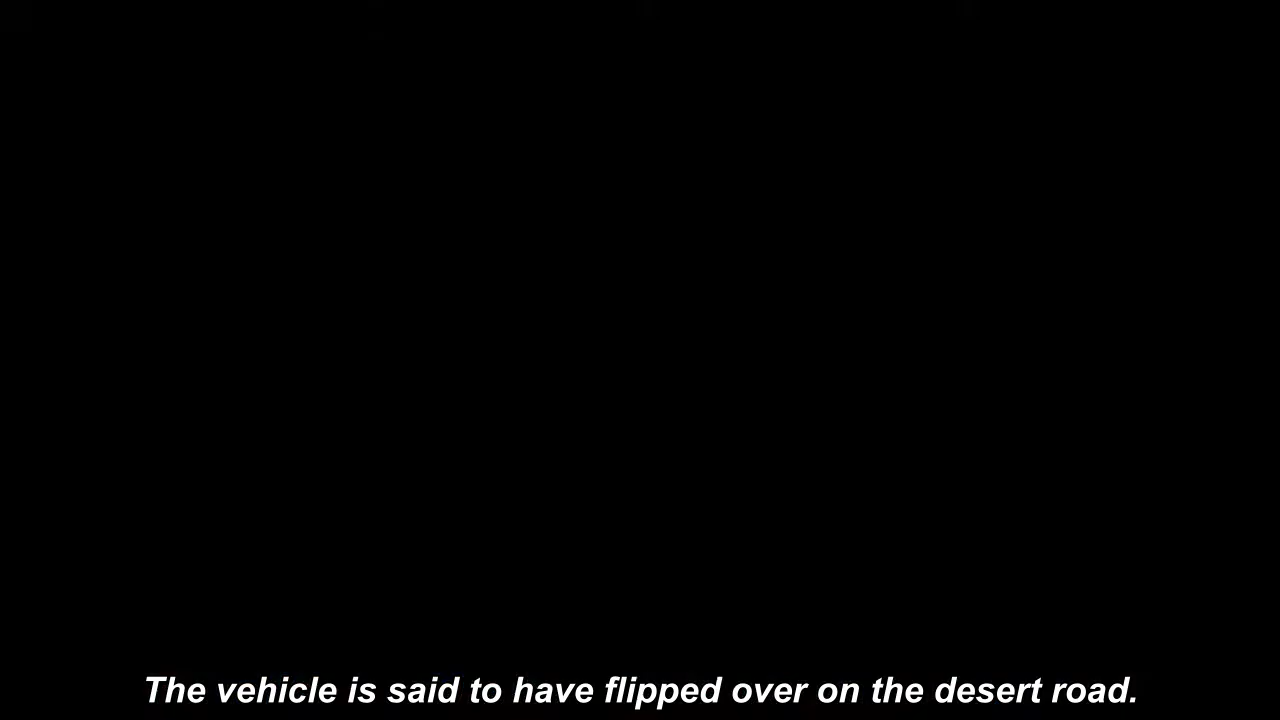 The vehicle is said to have flipped over on the desert road.